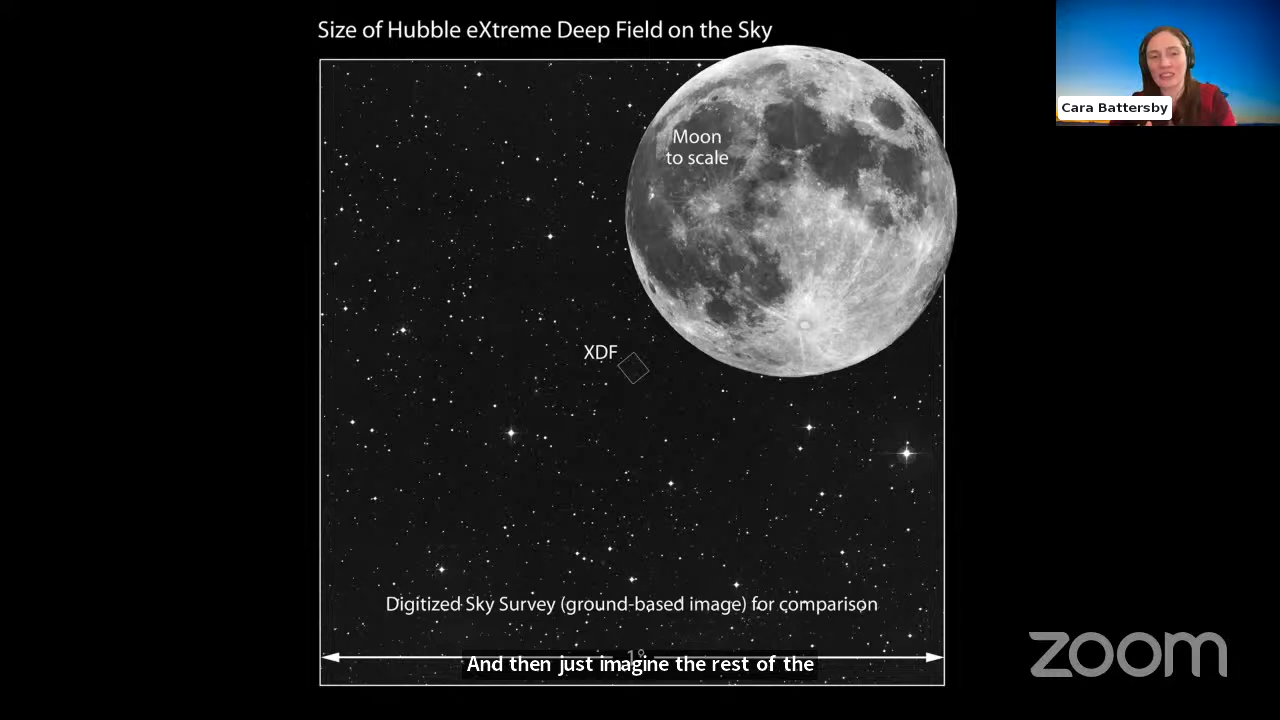 Size of Hubble eXtreme Deep Field on the Sky
Cara Battersby
Moon
to scale
XDF
Digitized Sky Survey (ground-based image) for comparison
And then just imagine the rest of the
zoom